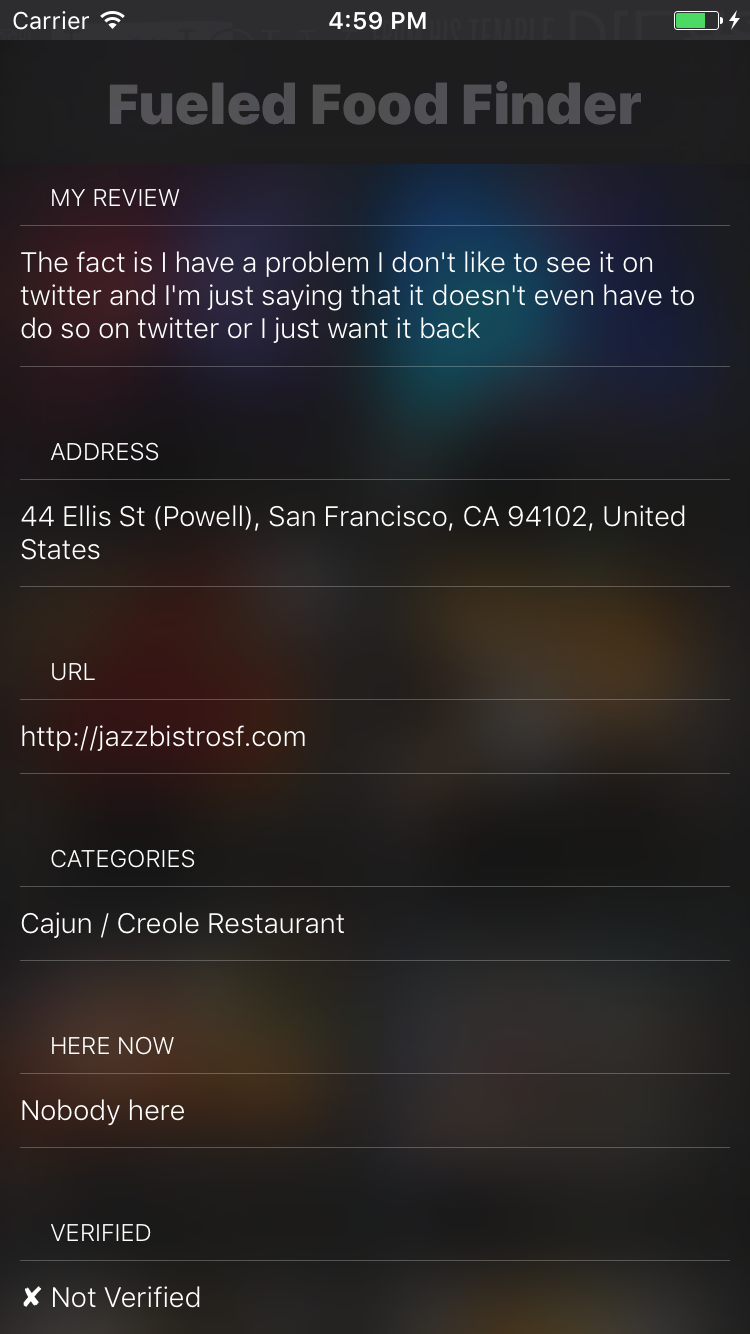 Carrier 4:59 PM
Fueled Food Finder
MY REVIEW
The fact is I have a problem I don't like to see it on
twitter and I'm just saying that it doesn't even have to
do so on twitter or I just want it back
ADDRESS
44 Ellis St (Powell), San Francisco, CA 94102, United
States
URL
http://jazzbistrosf.com
CATEGORIES
Cajun / Creole Restaurant
HERE NOW
Nobody here
VERIFIED
✘ Not Verified